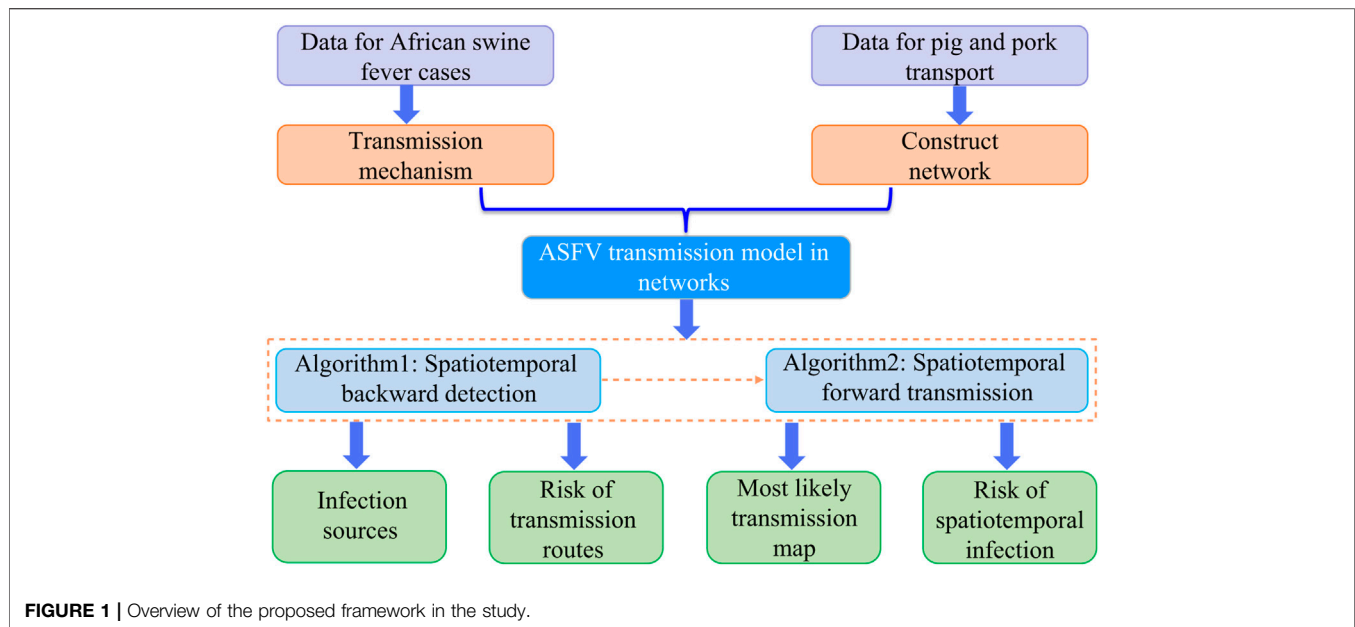 Data for African swine
fever cases
Data for pig and pork
transport
Transmission
mechanism
Construct
network
ASFV transmission model in
networks
Algorithm1: Spatiotemporal
backward detection
Algorithm2: Spatiotemporal
forward transmission
Infection
sources
Risk of
transmission
routes
Most likely
transmission
map
Risk of
spatiotemporal
infection
FIGURE 1 | Overview of the proposed framework in the study.